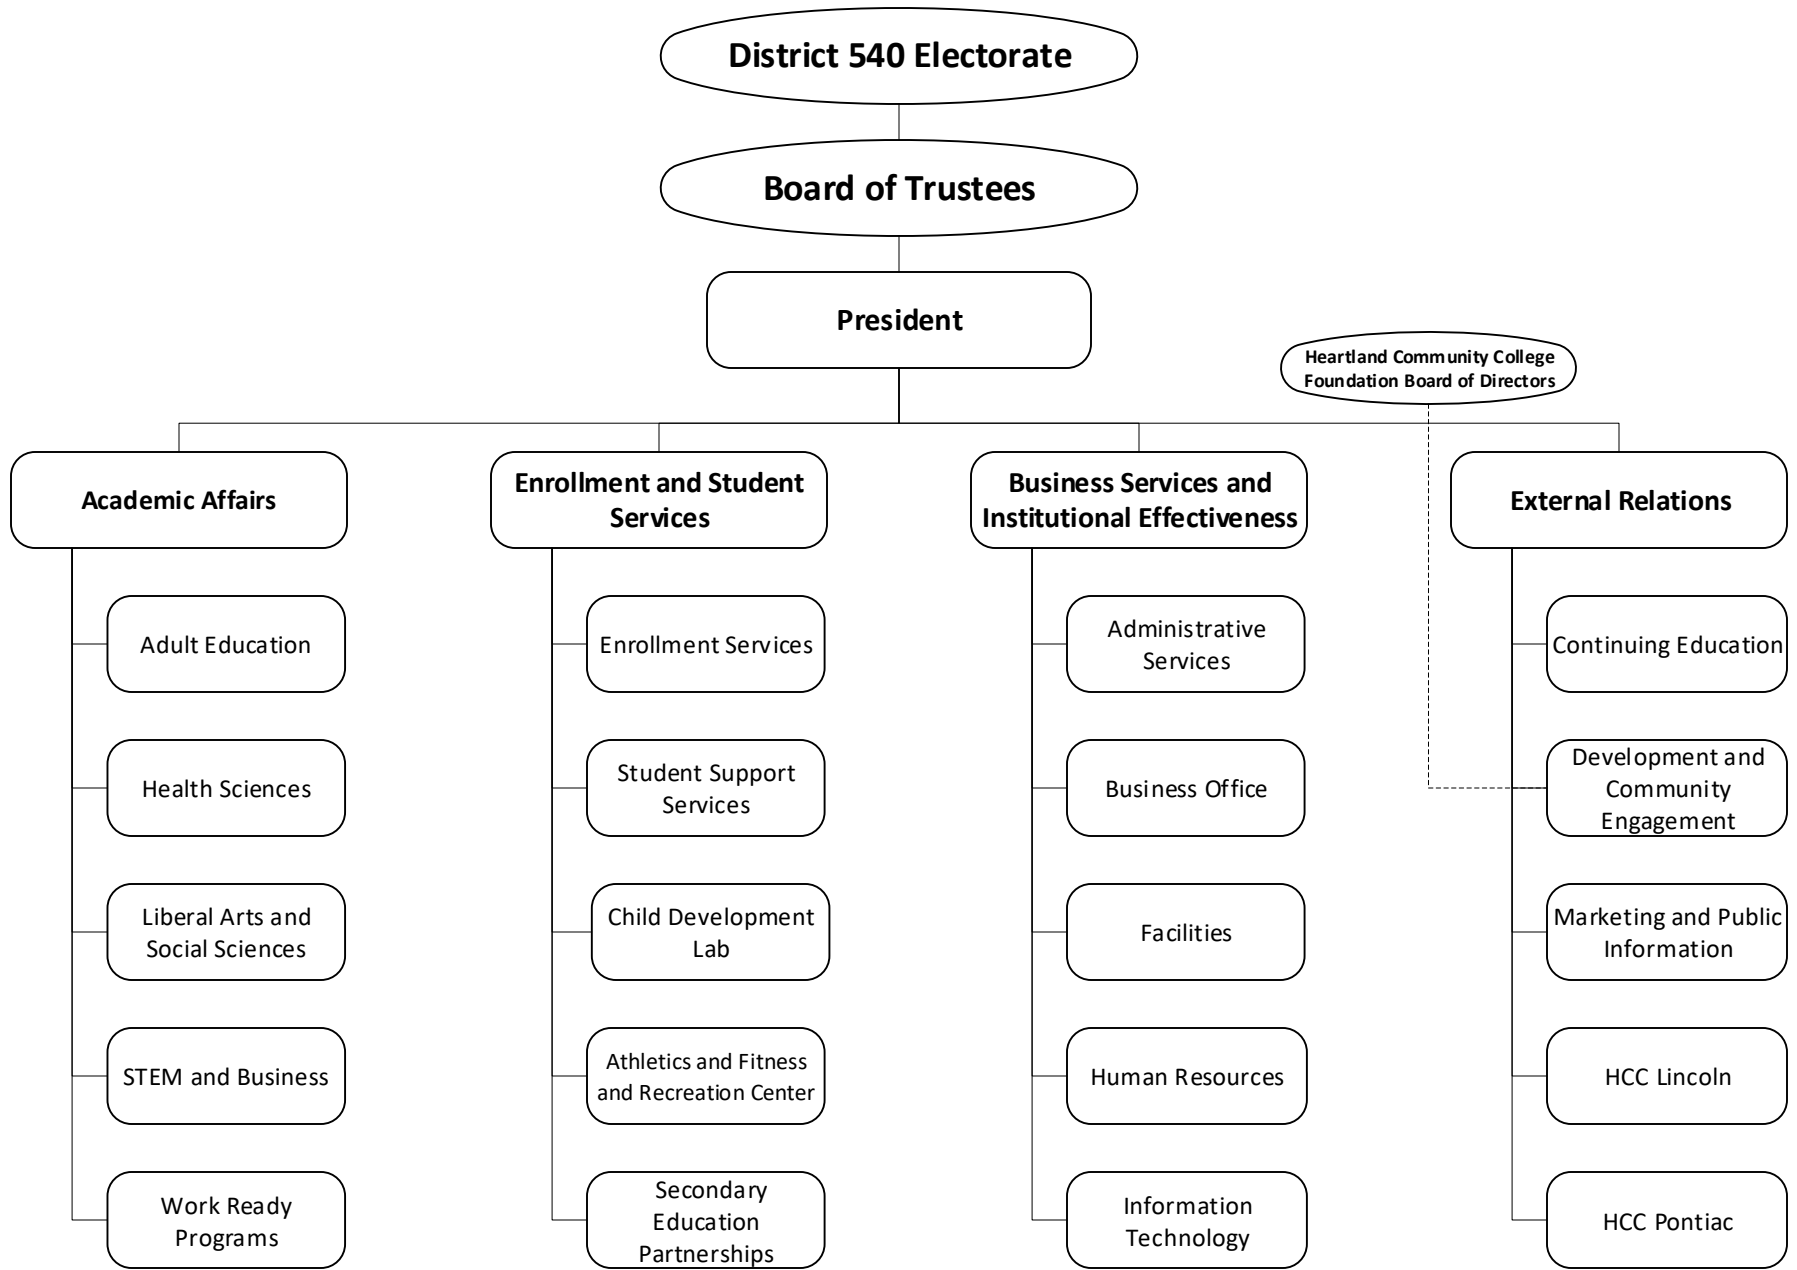 District 540 Electorate
Board of Trustees
President
Heartland Community College
Foundation Board of Directors
Academic Affairs
Enrollment and Student
Services
Business Services and
Institutional Effectiveness
External Relations
Adult Education
Health Sciences
Liberal Arts and
Social Sciences
STEM and Business
Work Ready
Programs
Enrollment Services
Student Support
Services
Child Development
Lab
Athletics and Fitness
and Recreation Center
Secondary
Education
Partnerships
Administrative
Services
Business Office
Facilities
Human Resources
Information
Technology
Continuing Education
Development and
Community
Engagement
Marketing and Public
Information
HCC Lincoln
HCC Pontiac